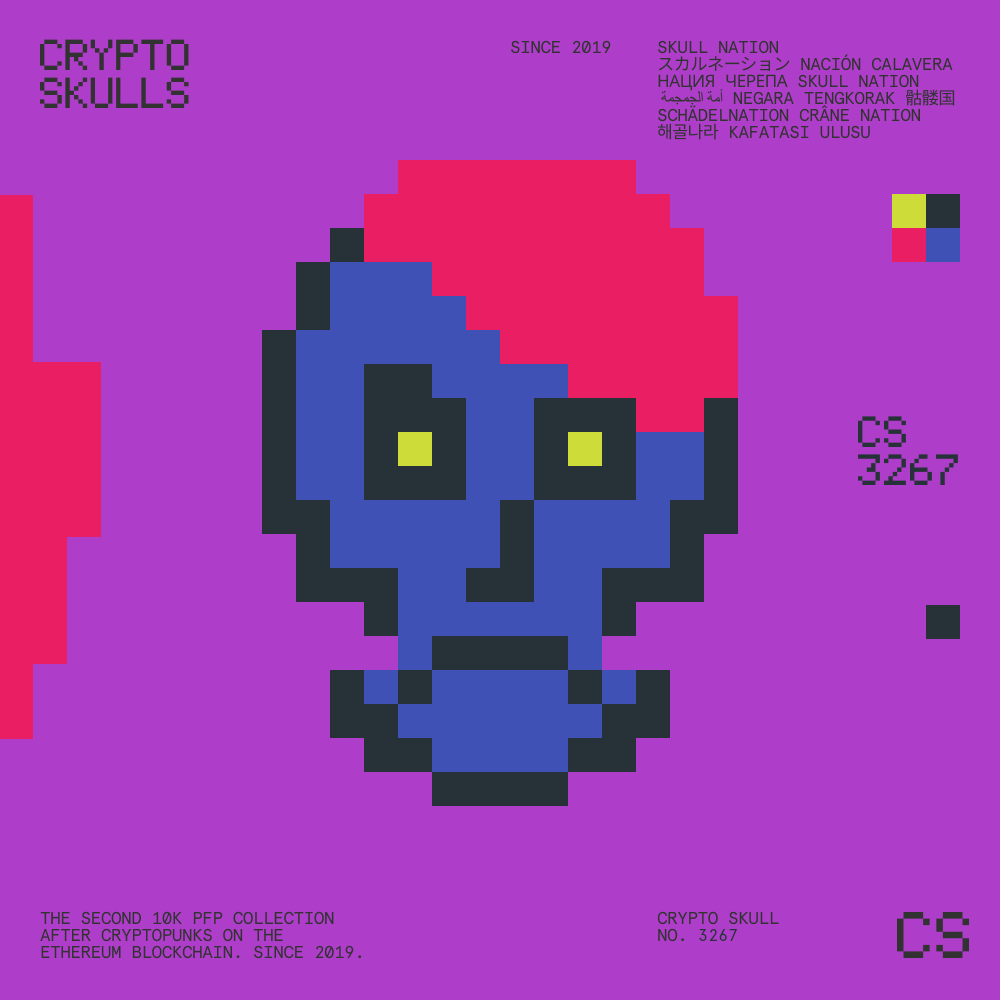 CRYPTO
SKULLS
SINCE 2019
SKULL NATION
スカルネーション NACIÓN CALAVERA
НАЦИЯ ЧЕРЕПА SKULL NATION
أمة الجمجمة NEGARA TENGKORAK 骷髅国
SCHÄDELNATION CRÂNE NATION
해골나라 KAFATASI ULUSU
CS
3267
THE SECOND 10K PFP COLLECTION
AFTER CRYPTOPUNKS ON THE
ETHEREUM BLOCKCHAIN. SINCE 2019.
CRYPTO SKULL
NO. 3267
CS